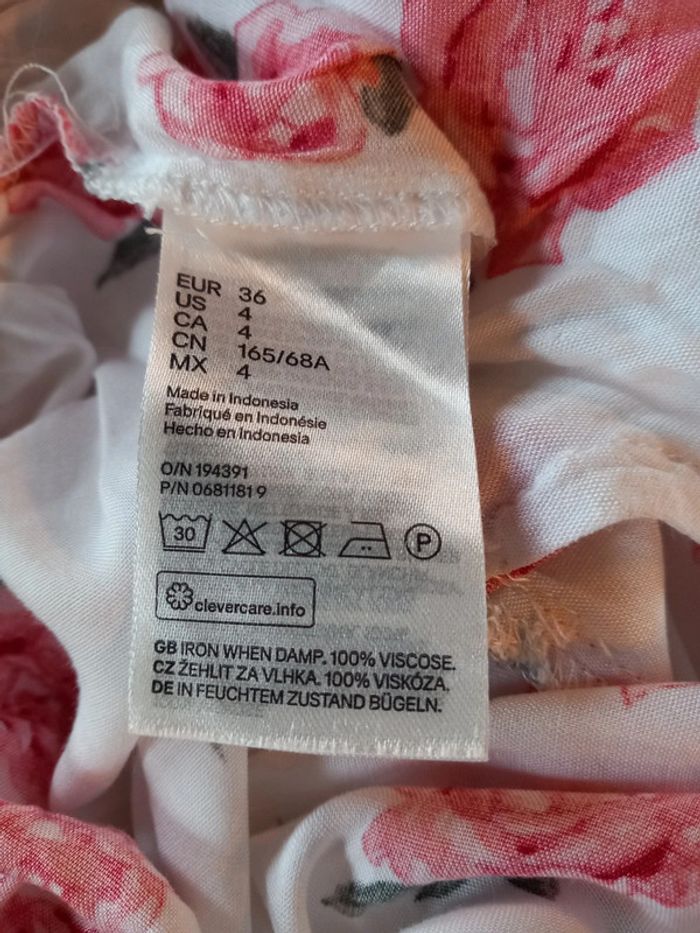 EUR 36
US 4
CA 4
CN 165/68A
MX 4
Made in Indonesia
Fabriqué en Indonésie
Hecho en Indonesia
O/N 194391
P/N 0681181 9
30
P
clevercare.info
GB IRON WHEN DAMP. 100% VISCOSE.
CZ ŽEHLIT ZA VLHKA. 100% VISKÓZA.
DE IN FEUCHTEM ZUSTAND BÜGELN.